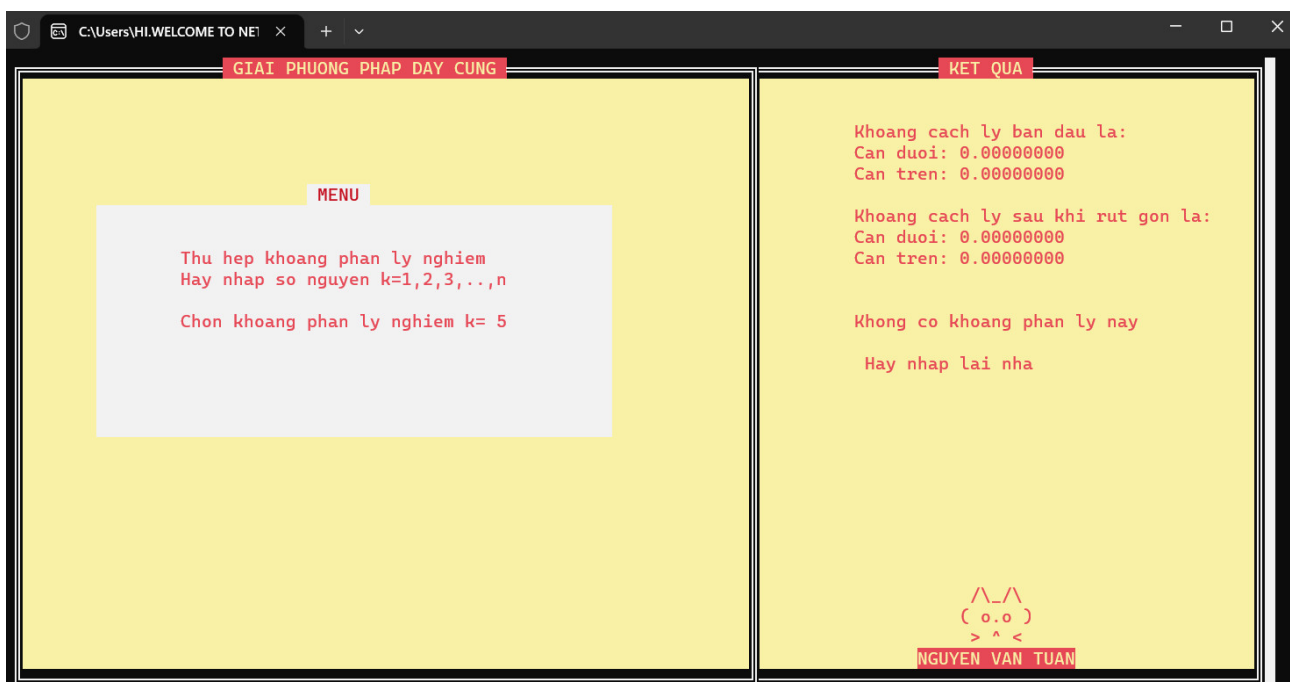 C:\Users\HI.WELCOME TO NET
GIAI PHUONG PHAP DAY CUNG
MENU
Thu hep khoang phan ly nghiem
Hay nhap so nguyen k=1,2,3,..,n
Chon khoang phan ly nghiem k= 5
KET QUA
Khoang cach ly ban dau la:
Can duoi: 0.00000000
Can tren: 0.00000000
Khoang cach ly sau khi rut gon la:
Can duoi: 0.00000000
Can tren: 0.00000000
Khong co khoang phan ly nay
Hay nhap lai nha
/\_/\
( o.o )
> ^ <
NGUYEN VAN TUAN